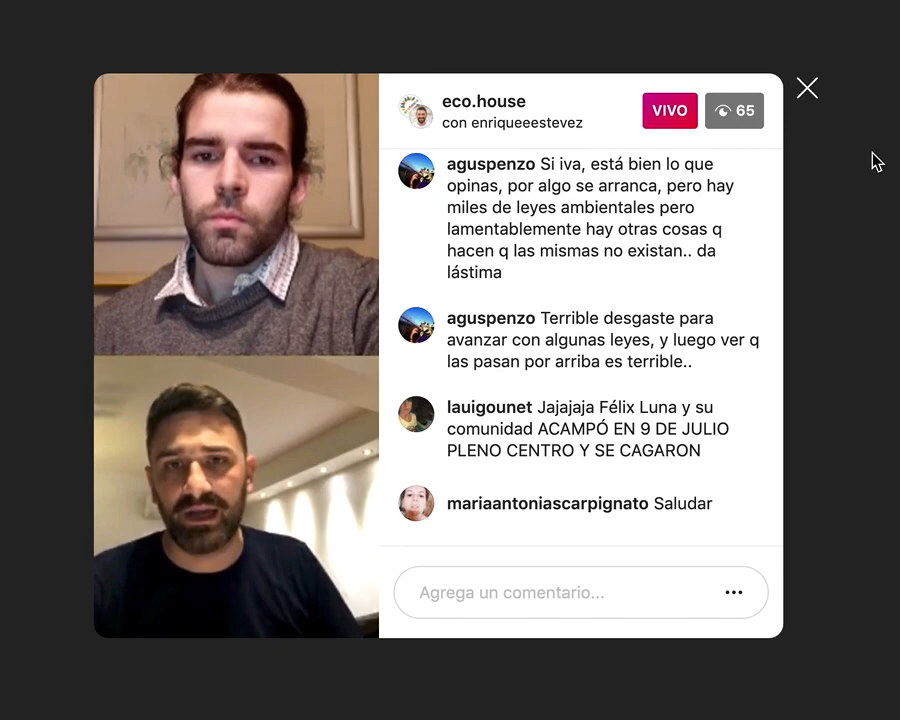 eco.house
con enriqueeestevez
VIVO
65
aguspenzo Si iva, está bien lo que
opinas, por algo se arranca, pero hay
miles de leyes ambientales pero
lamentablemente hay otras cosas q
hacen q las mismas no existan.. da
lástima
aguspenzo Terrible desgaste para
avanzar con algunas leyes, y luego ver q
las pasan por arriba es terrible..
lauigounet Jajajaja Félix Luna y su
comunidad ACAMPÓ EN 9 DE JULIO
PLENO CENTRO Y SE CAGARON
mariaantoniascarpignato Saludar
Agrega un comentario...